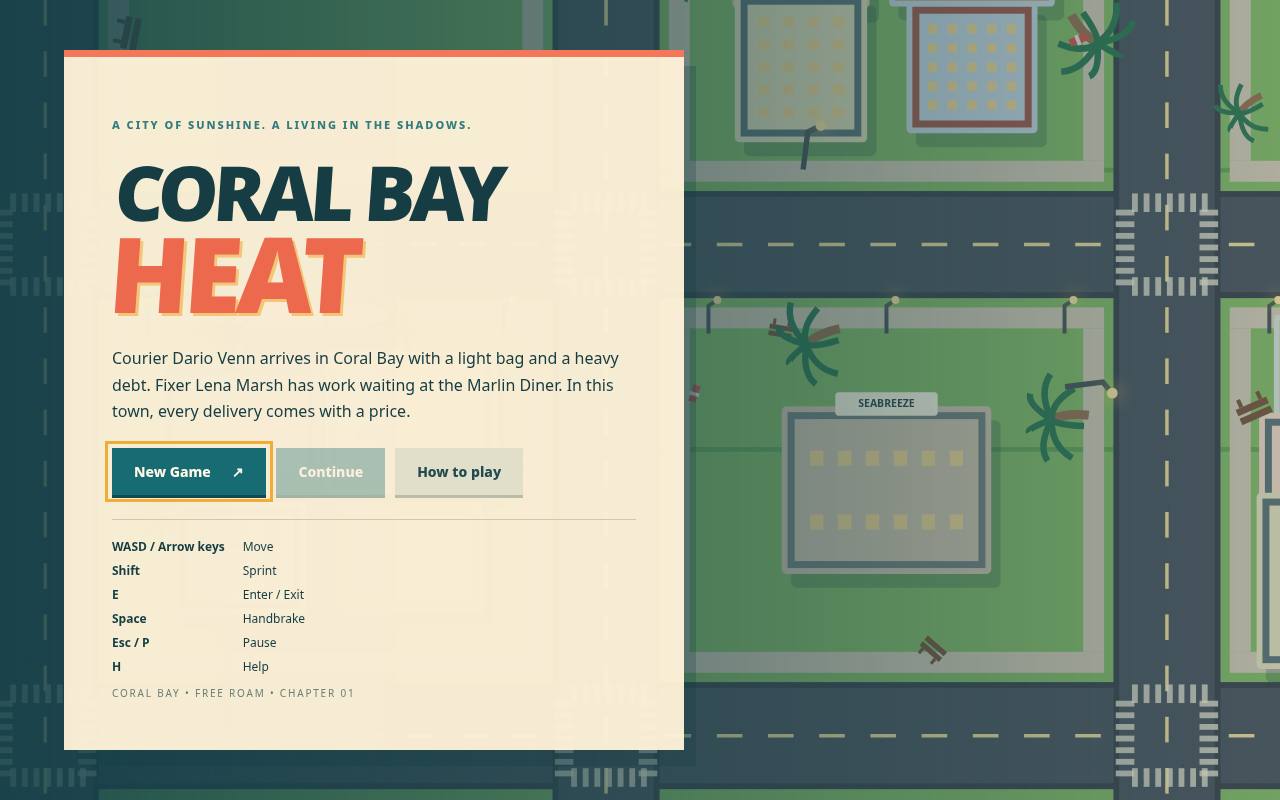 A CITY OF SUNSHINE. A LIVING IN THE SHADOWS.
CORAL BAY
HEAT
Courier Dario Venn arrives in Coral Bay with a light bag and a heavy
debt. Fixer Lena Marsh has work waiting at the Marlin Diner. In this
town, every delivery comes with a price.
New Game ↗ Continue How to play
WASD / Arrow keys Move
Shift Sprint
E Enter / Exit
Space Handbrake
Esc / P Pause
H Help
CORAL BAY • FREE ROAM • CHAPTER 01
SEABREEZE